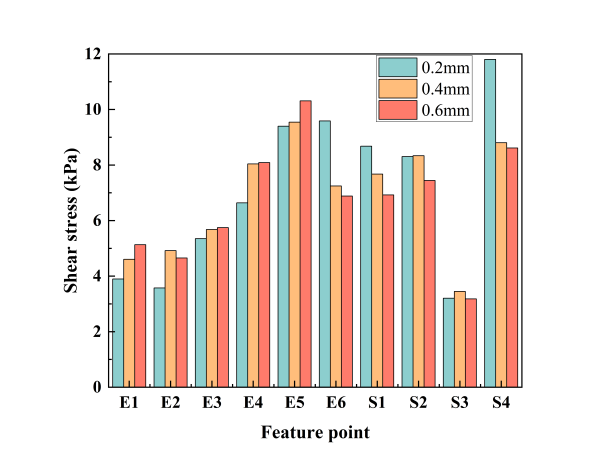 12
10
8
6
4
2
0
Shear stress (kPa)
0.2mm
0.4mm
0.6mm
E1 E2 E3 E4 E5 E6 S1 S2 S3 S4
Feature point